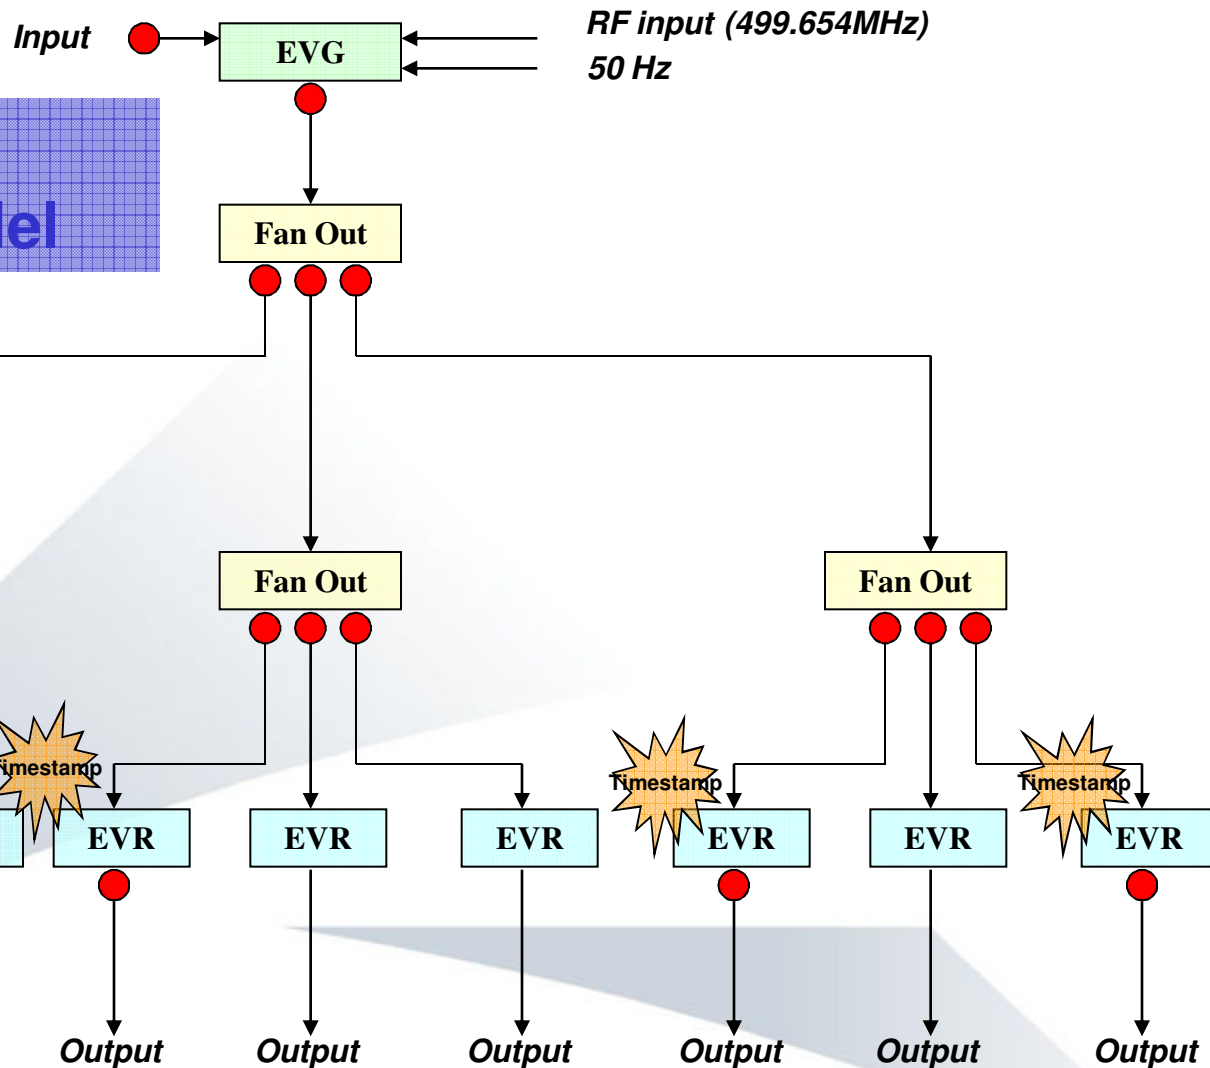 Input
EVG
RF input (499.654MHz)
50 Hz
Fan Out
Fan Out
Fan Out
Timestamp
Timestamp
EVR
EVR
EVR
EVR
EVR
EVR
Output
Output
Output
Output
Output
Output